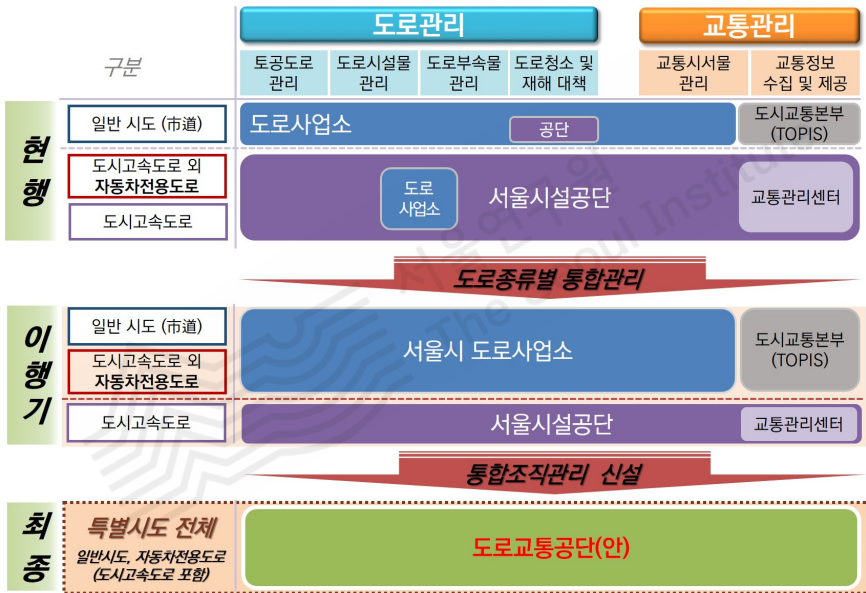 도로관리
교통관리
구분
토공도로
관리
도로시설물
관리
도로부속물
관리
도로청소 및
재해 대책
교통시서물
관리
교통정보
수집 및 제공
현
행
일반 시도 (市道)
도로사업소
공단
도시교통본부
(TOPIS)
도시고속도로 외
자동차전용도로
도시고속도로
도로
사업소
서울시설공단
교통관리센터
도로종류별 통합관리
이
행
기
일반 시도 (市道)
도시고속도로 외
자동차전용도로
서울시 도로사업소
도시교통본부
(TOPIS)
도시고속도로
서울시설공단
교통관리센터
통합조직관리 신설
최
종
특별시도 전체
일반시도, 자동차전용도로
(도시고속도로 포함)
도로교통공단(안)
서울연구원
The Seoul Institute